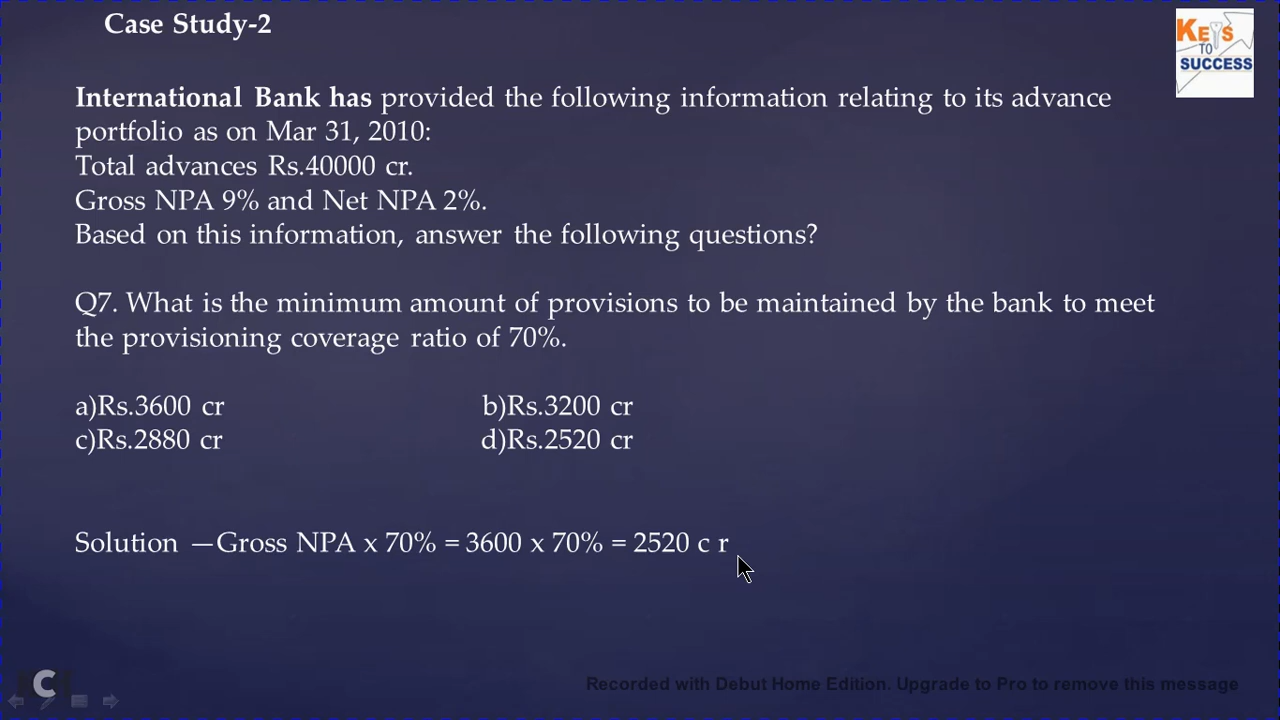 Case Study-2
KEYS
TO
SUCCESS
International Bank has provided the following information relating to its advance
portfolio as on Mar 31, 2010:
Total advances Rs.40000 cr.
Gross NPA 9% and Net NPA 2%.
Based on this information, answer the following questions?
Q7. What is the minimum amount of provisions to be maintained by the bank to meet
the provisioning coverage ratio of 70%.
a)Rs.3600 cr b)Rs.3200 cr
c)Rs.2880 cr d)Rs.2520 cr
Solution —Gross NPA x 70% = 3600 x 70% = 2520 c r
C
Recorded with Debut Home Edition. Upgrade to Pro to remove this message